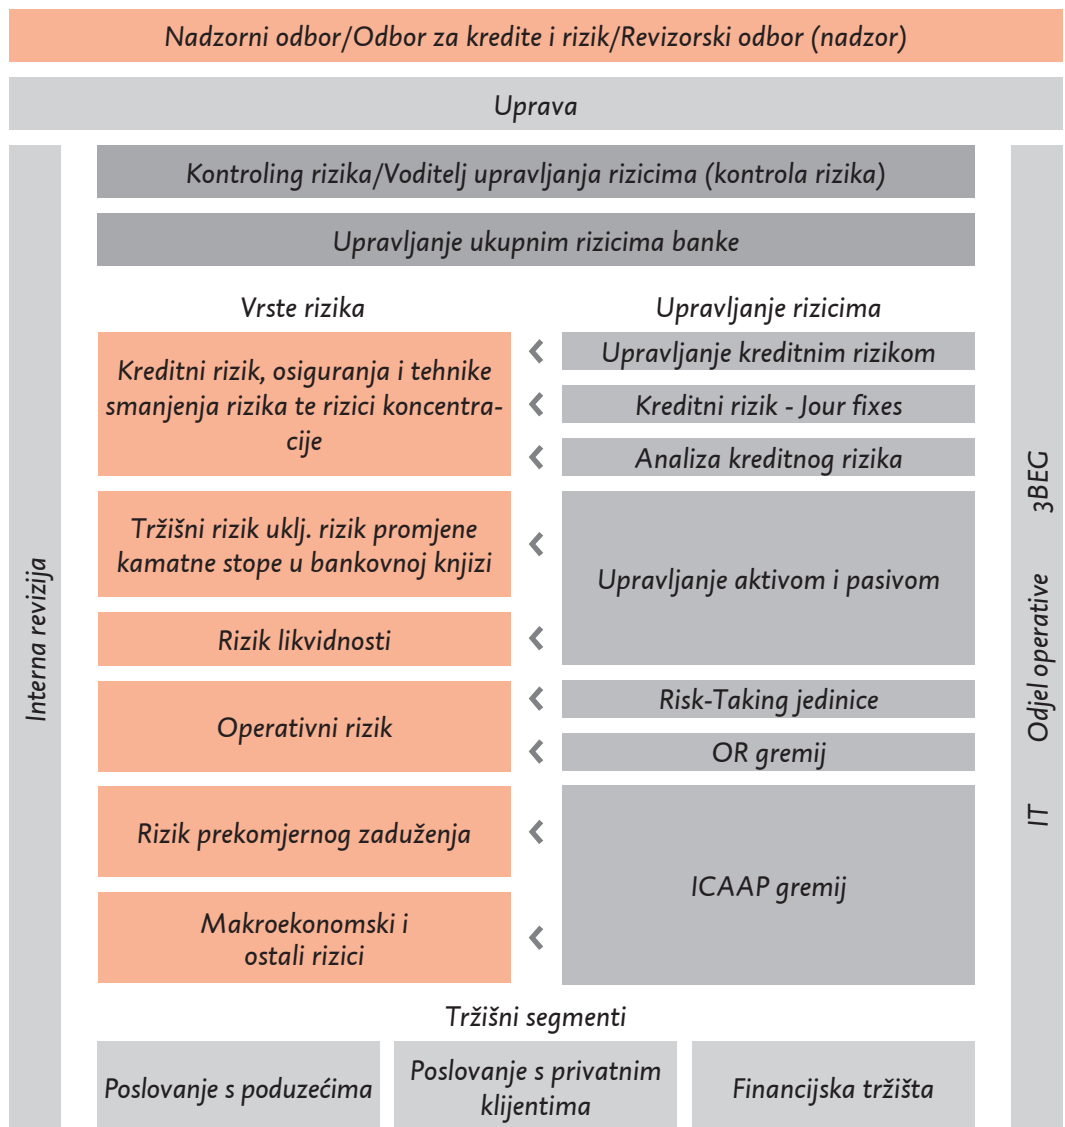 Nadzorni odbor/Odbor za kredite i rizik/Revizorski odbor (nadzor)
Uprava
Interna revizija
Kontroling rizika/Voditelj upravljanja rizicima (kontrola rizika)
Upravljanje ukupnim rizicima banke
Vrste rizika
Upravljanje rizicima
Kreditni rizik, osiguranja i tehnike
smanjenja rizika te rizici koncentra-
cije
Upravljanje kreditnim rizikom
Kreditni rizik - Jour fixes
Analiza kreditnog rizika
Tržišni rizik uklj. rizik promjene
kamatne stope u bankovnoj knjizi
Rizik likvidnosti
Upravljanje aktivom i pasivom
Operativni rizik
Risk-Taking jedinice
OR gremij
Rizik prekomjernog zaduženja
Makroekonomski i
ostali rizici
ICAAP gremij
Tržišni segmenti
Poslovanje s poduzećima
Poslovanje s privatnim
klijentima
Financijska tržišta
IT Odjel operative 3BEG